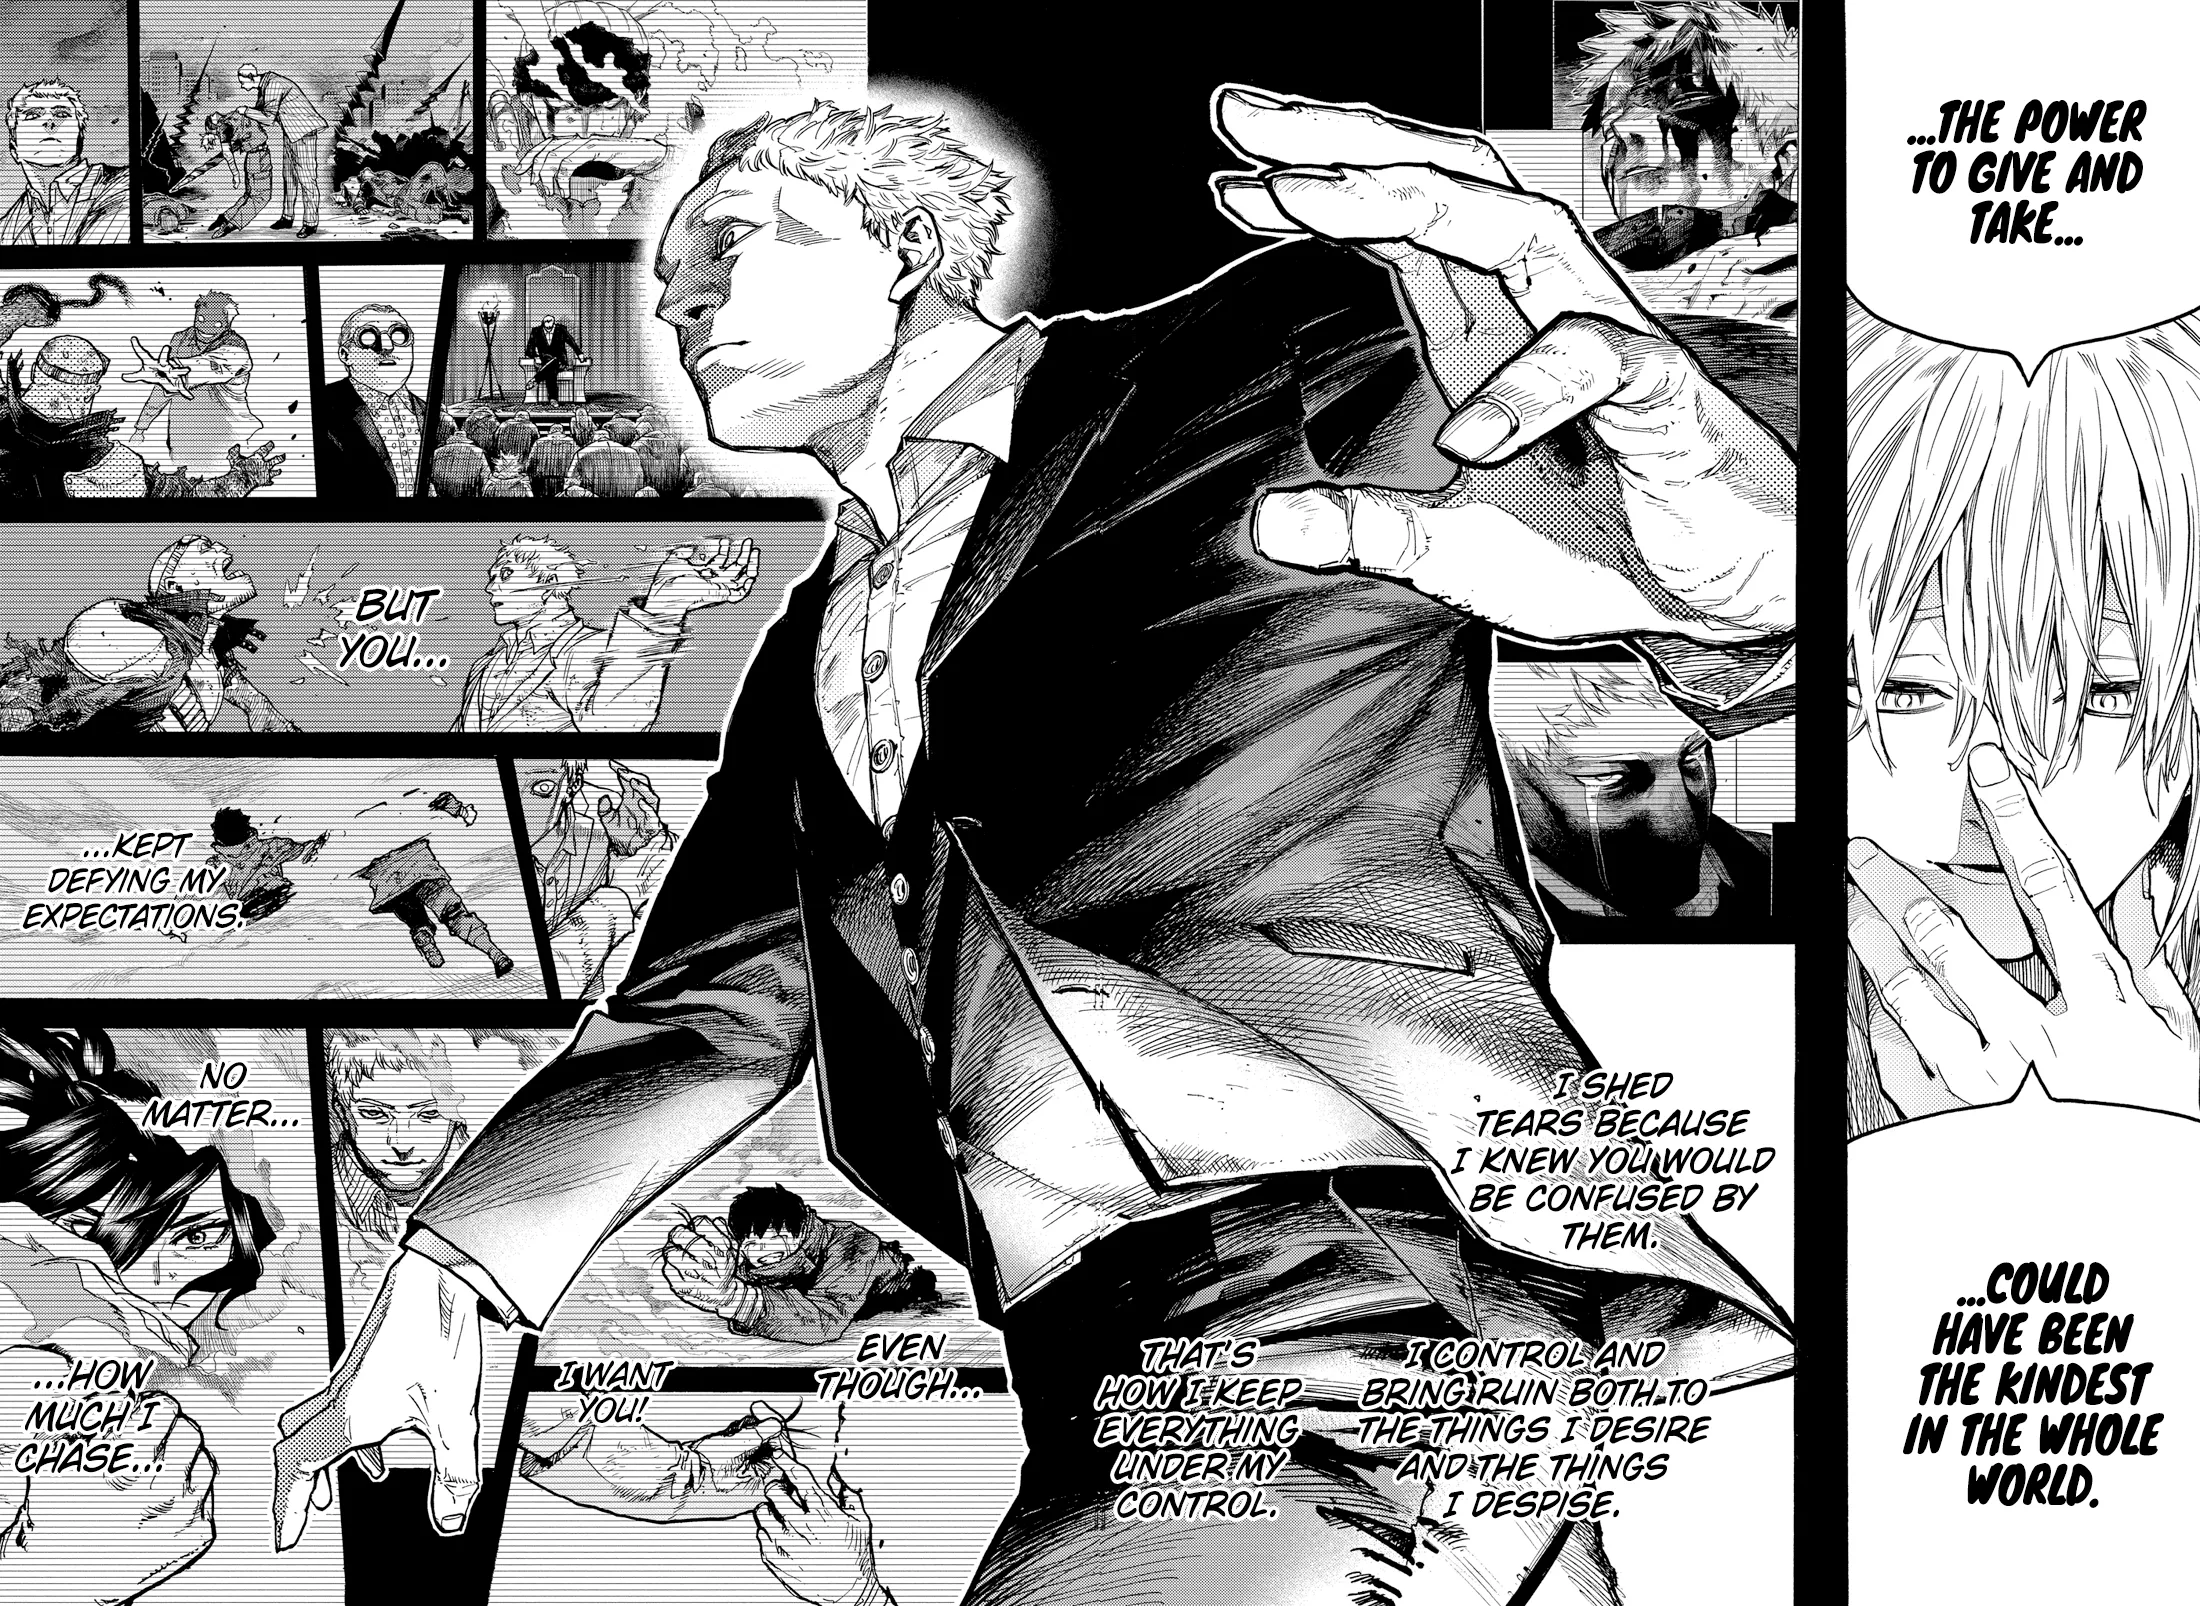 ...THE POWER
TO GIVE AND
TAKE...
...COULD
HAVE BEEN
THE KINDEST
IN THE WHOLE
WORLD.
I SHED
TEARS BECAUSE
I KNEW YOU WOULD
BE CONFUSED BY
THEM.
I CONTROL AND
BRING RUIN BOTH TO
THE THINGS I DESIRE
AND THE THINGS
I DESPISE.
THAT'S
HOW I KEEP
EVERYTHING
UNDER MY
CONTROL.
BUT
YOU...
...KEPT
DEFYING MY
EXPECTATIONS.
EVEN
THOUGH...
I WANT
YOU!
NO
MATTER...
...HOW
MUCH I
CHASE...